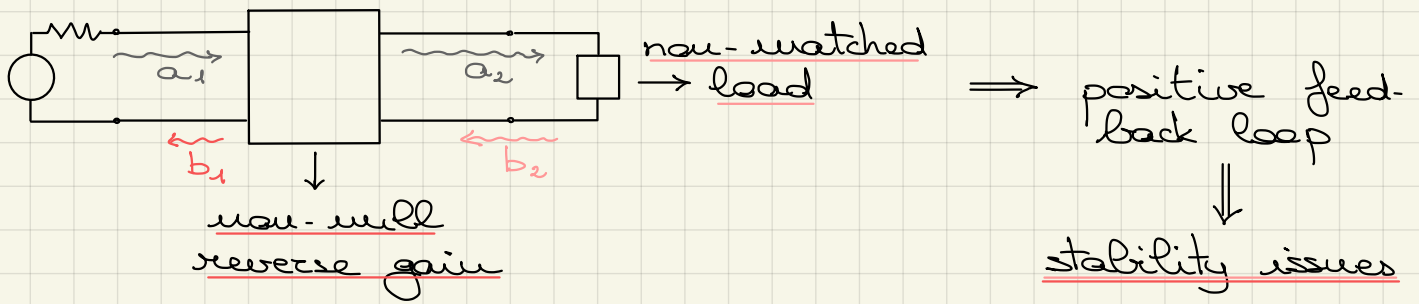 a1
a2
non-matched
load
⇒
positive feed-
back loop
b1
b2
non-null
reverse gain
stability issues